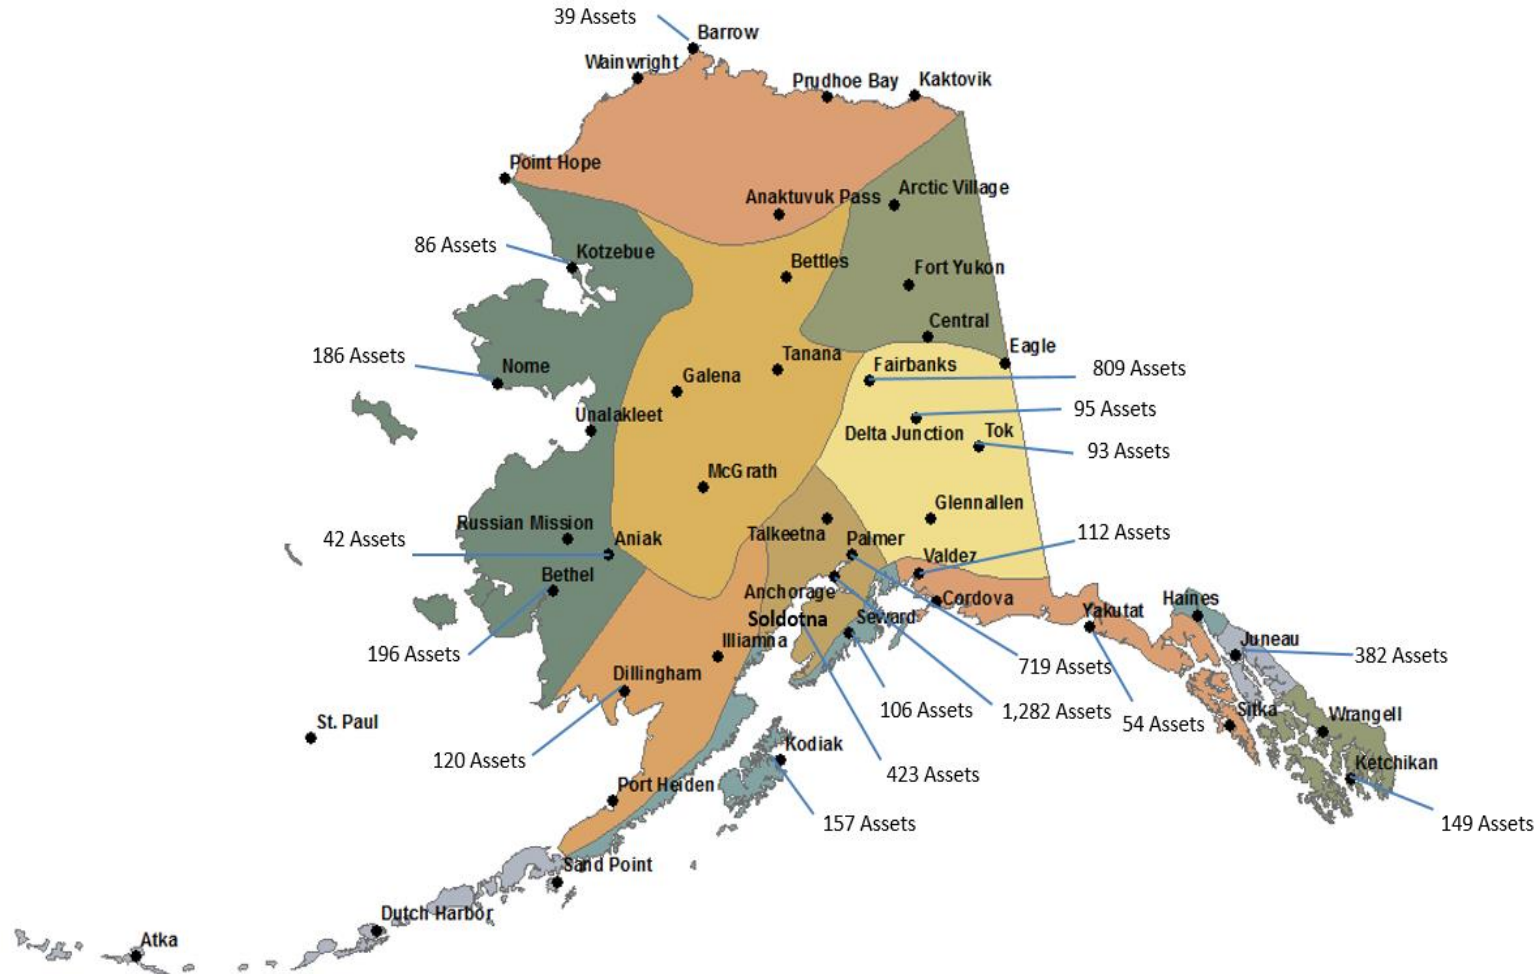 39 Assets
Barrow
Wainwright
Prudhoe Bay
Kaktovik
Point Hope
Arctic Village
Anaktuvuk Pass
86 Assets
Kotzebue
Bettles
Fort Yukon
Central
186 Assets
Nome
Tanana
Eagle
Fairbanks
809 Assets
Galena
95 Assets
Unalakleet
Delta Junction
Tok
93 Assets
McGrath
Glennallen
Russian Mission
Talkeetna
112 Assets
42 Assets
Aniak
Palmer
Valdez
Bethel
Anchorage
Cordova
Haines
Yakutat
Soldotna
Seward
Illiamna
Juneau
196 Assets
719 Assets
382 Assets
Dillingham
106 Assets
1,282 Assets
54 Assets
Sitka
Wrangell
St. Paul
Kodiak
120 Assets
423 Assets
Ketchikan
Port Heiden
157 Assets
149 Assets
Sand Point
Dutch Harbor
Atka